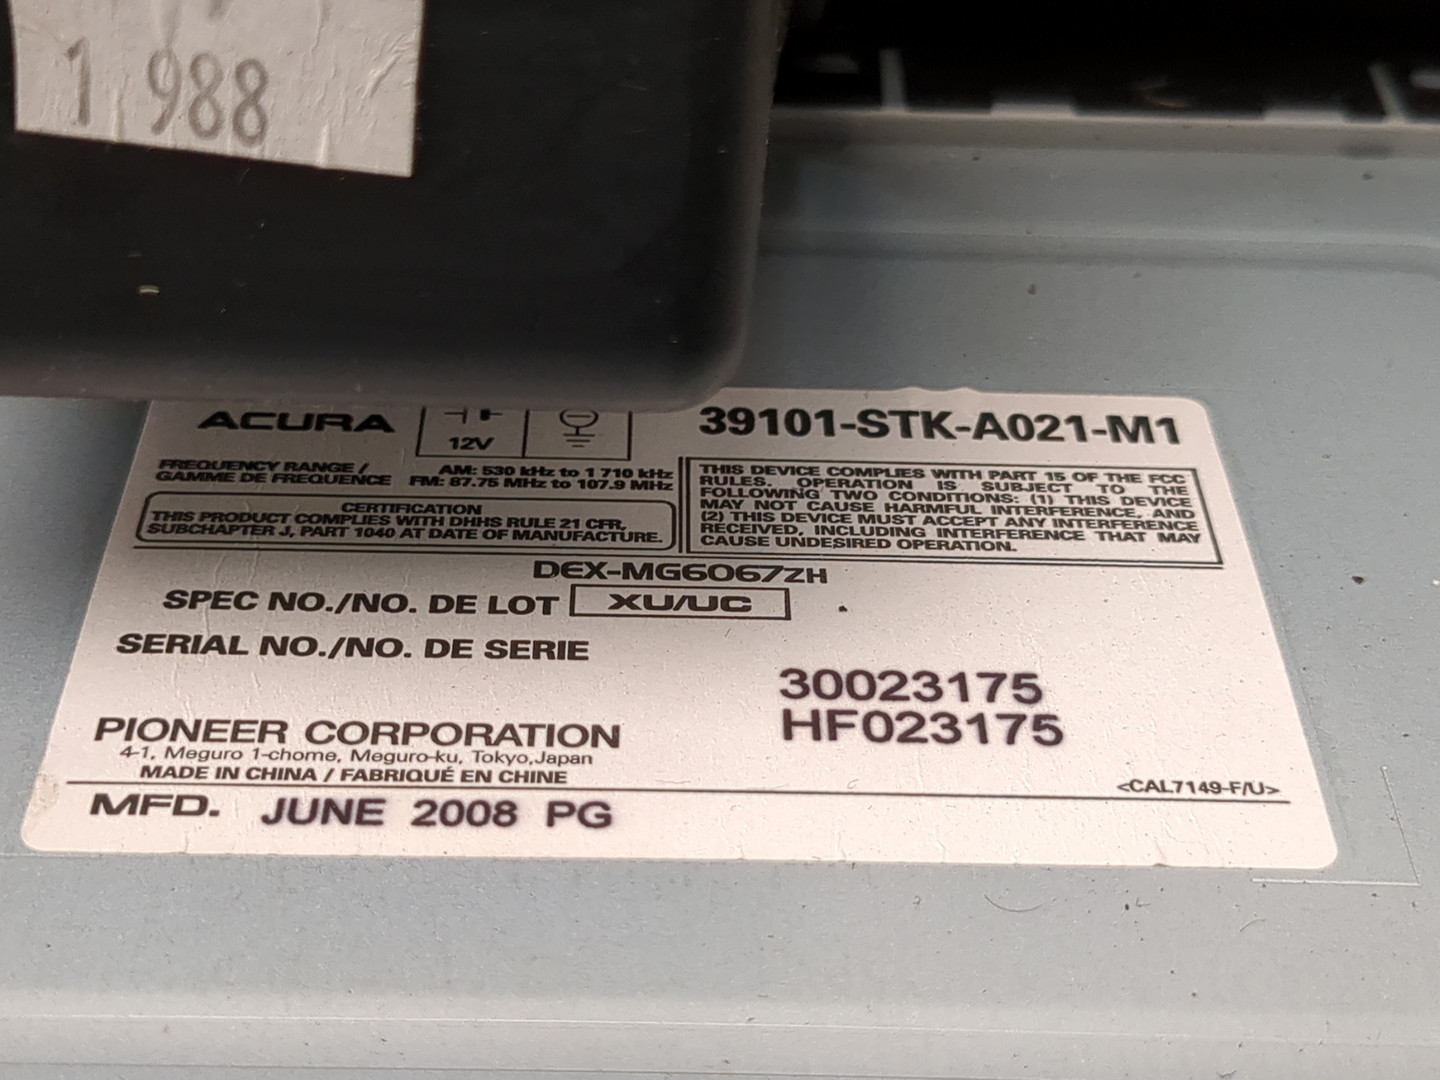 1 988
ACURA
12V
39101-STK-A021-M1
FREQUENCY RANGE /
GAMME DE FREQUENCE
AM: 530 kHz to 1 710 kHz
FM: 87.75 MHz to 107.9 MHz
CERTIFICATION
THIS PRODUCT COMPLIES WITH DHHS RULE 21 CFR,
SUBCHAPTER J, PART 1040 AT DATE OF MANUFACTURE.
THIS DEVICE COMPLIES WITH PART 15 OF THE FCC
RULES. OPERATION IS SUBJECT TO THE
FOLLOWING TWO CONDITIONS: (1) THIS DEVICE
MAY NOT CAUSE HARMFUL INTERFERENCE, AND
(2) THIS DEVICE MUST ACCEPT ANY INTERFERENCE
RECEIVED, INCLUDING INTERFERENCE THAT MAY
CAUSE UNDESIRED OPERATION.
DEX-MG6067ZH
SPEC NO./NO. DE LOT XU/UC
SERIAL NO./NO. DE SERIE
30023175
HF023175
PIONEER CORPORATION
4-1, Meguro 1-chome, Meguro-ku, Tokyo,Japan
MADE IN CHINA / FABRIQUÉ EN CHINE
<CAL7149-F/U>
MFD. JUNE 2008 PG